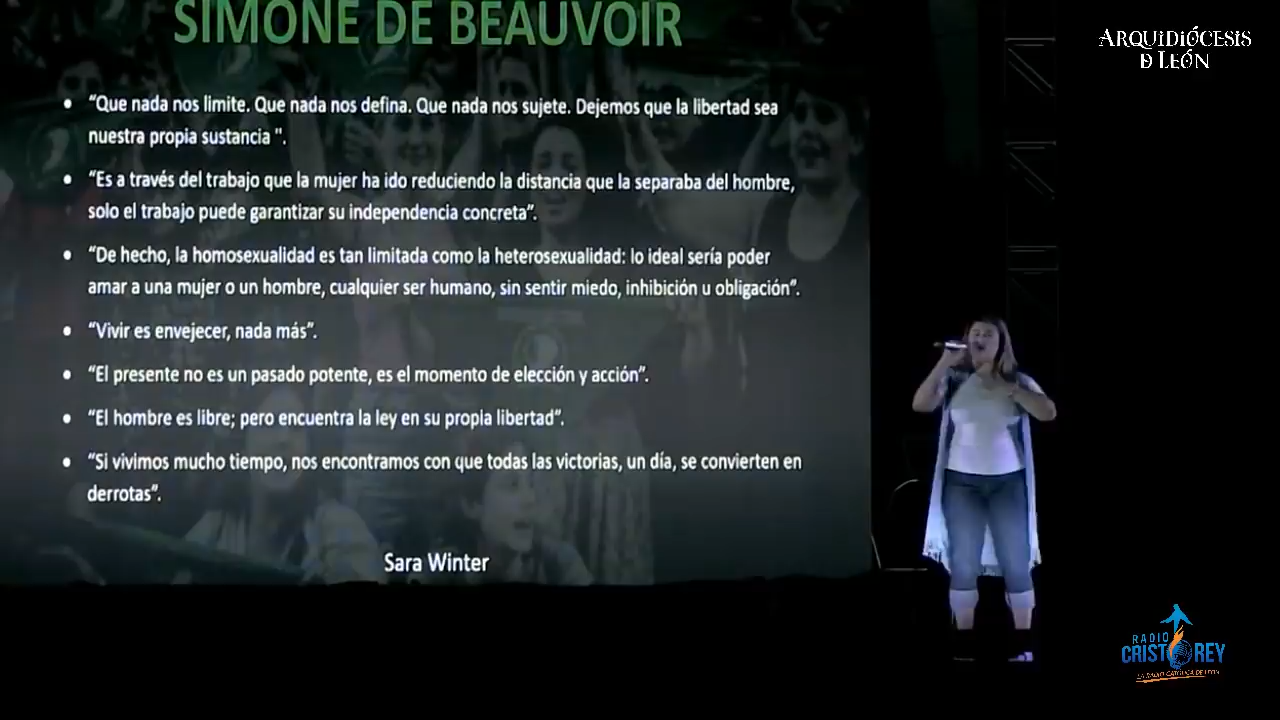 SIMONE DE BEAUVOIR
ARQUIDIÓCESIS
D LEÓN
• “Que nada nos limite. Que nada nos defina. Que nada nos sujete. Dejemos que la libertad sea
nuestra propia sustancia ".
• “Es a través del trabajo que la mujer ha ido reduciendo la distancia que la separaba del hombre,
solo el trabajo puede garantizar su independencia concreta”.
• “De hecho, la homosexualidad es tan limitada como la heterosexualidad: lo ideal sería poder
amar a una mujer o un hombre, cualquier ser humano, sin sentir miedo, inhibición u obligación”.
• “Vivir es envejecer, nada más”.
• “El presente no es un pasado potente, es el momento de elección y acción”.
• “El hombre es libre; pero encuentra la ley en su propia libertad”.
• “Si vivimos mucho tiempo, nos encontramos con que todas las victorias, un día, se convierten en
derrotas”.
Sara Winter
RADIO
CRISTO REY
LA RADIO CATÓLICA DE LEÓN